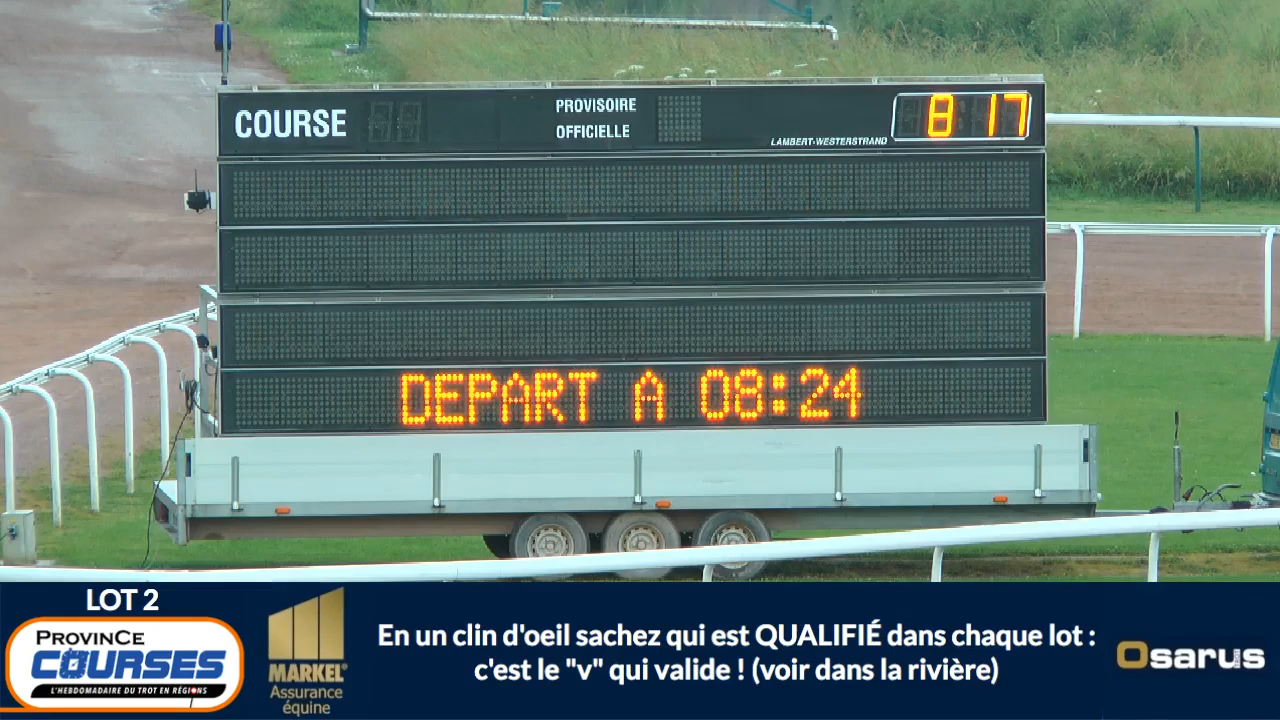 COURSE
PROVISOIRE
OFFICIELLE
LAMBERT-WESTERSTRAND
8 17
DEPART A 08:24
LOT 2
PROVINCE
COURSES
L'HEBDOMADAIRE DU TROT EN RÉGIONS
MARKEL
Assurance
équine
En un clin d'oeil sachez qui est QUALIFIÉ dans chaque lot :
c'est le "v" qui valide ! (voir dans la rivière)
Osarus